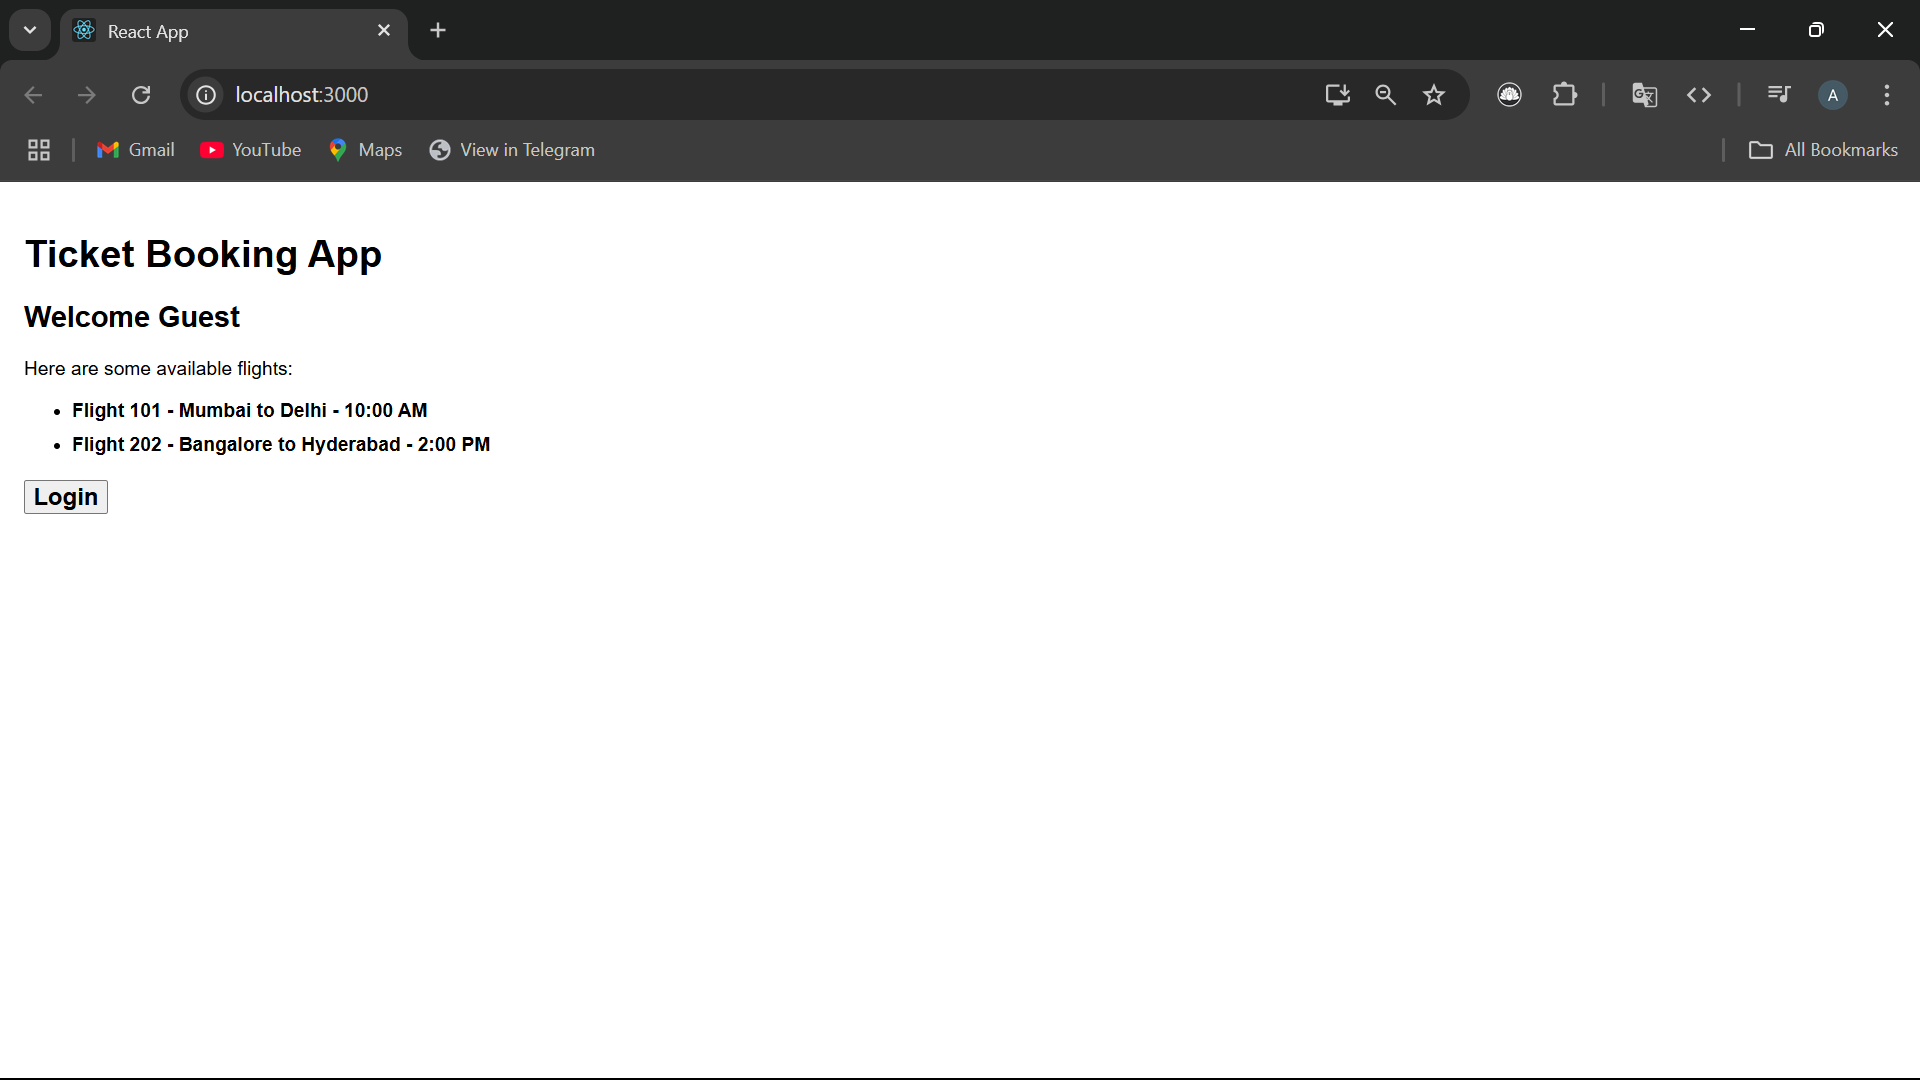 React App
localhost:3000
A
Gmail
YouTube
Maps
View in Telegram
All Bookmarks
Ticket Booking App
Welcome Guest
Here are some available flights:
Flight 101 - Mumbai to Delhi - 10:00 AM
Flight 202 - Bangalore to Hyderabad - 2:00 PM
Login